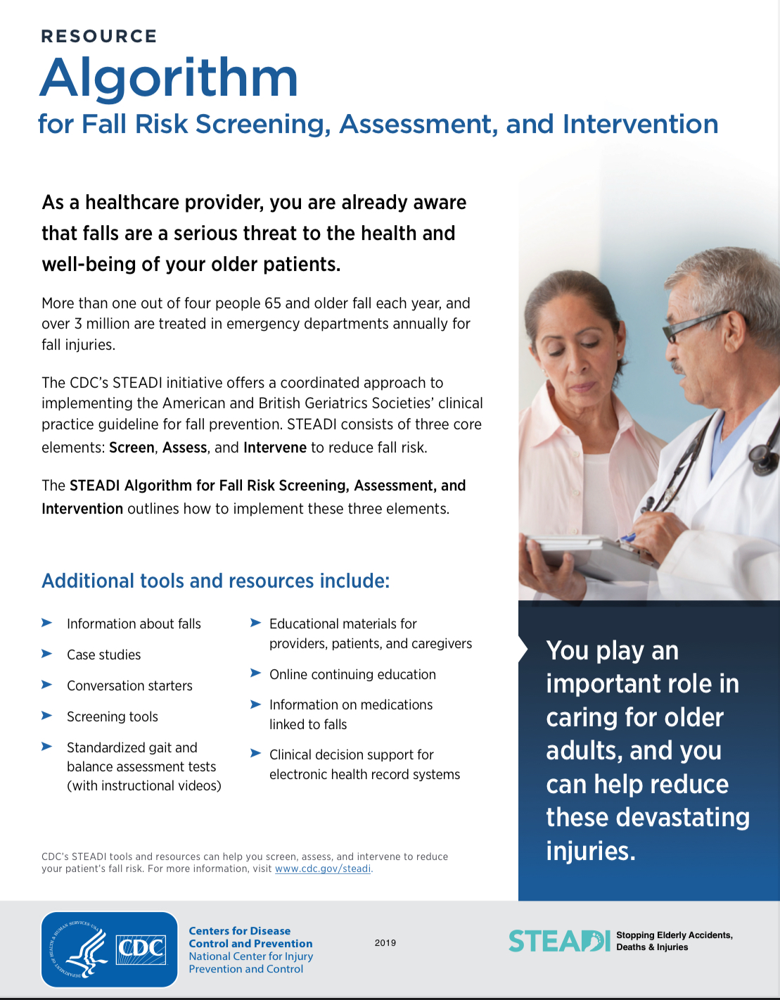 RESOURCE
Algorithm
for Fall Risk Screening, Assessment, and Intervention
As a healthcare provider, you are already aware
that falls are a serious threat to the health and
well-being of your older patients.
More than one out of four people 65 and older fall each year, and
over 3 million are treated in emergency departments annually for
fall injuries.
The CDC’s STEADI initiative offers a coordinated approach to
implementing the American and British Geriatrics Societies’ clinical
practice guideline for fall prevention. STEADI consists of three core
elements: Screen, Assess, and Intervene to reduce fall risk.
The STEADI Algorithm for Fall Risk Screening, Assessment, and
Intervention outlines how to implement these three elements.
Additional tools and resources include:
➤ Information about falls
➤ Case studies
➤ Conversation starters
➤ Screening tools
➤ Standardized gait and
balance assessment tests
(with instructional videos)
➤ Educational materials for
providers, patients, and caregivers
➤ Online continuing education
➤ Information on medications
linked to falls
➤ Clinical decision support for
electronic health record systems
You play an
important role in
caring for older
adults, and you
can help reduce
these devastating
injuries.
CDC’s STEADI tools and resources can help you screen, assess, and intervene to reduce
your patient’s fall risk. For more information, visit www.cdc.gov/steadi.
DEPARTMENT OF HEALTH & HUMAN SERVICES·USA
CDC
Centers for Disease
Control and Prevention
National Center for Injury
Prevention and Control
2019
STEADI
Stopping Elderly Accidents,
Deaths & Injuries